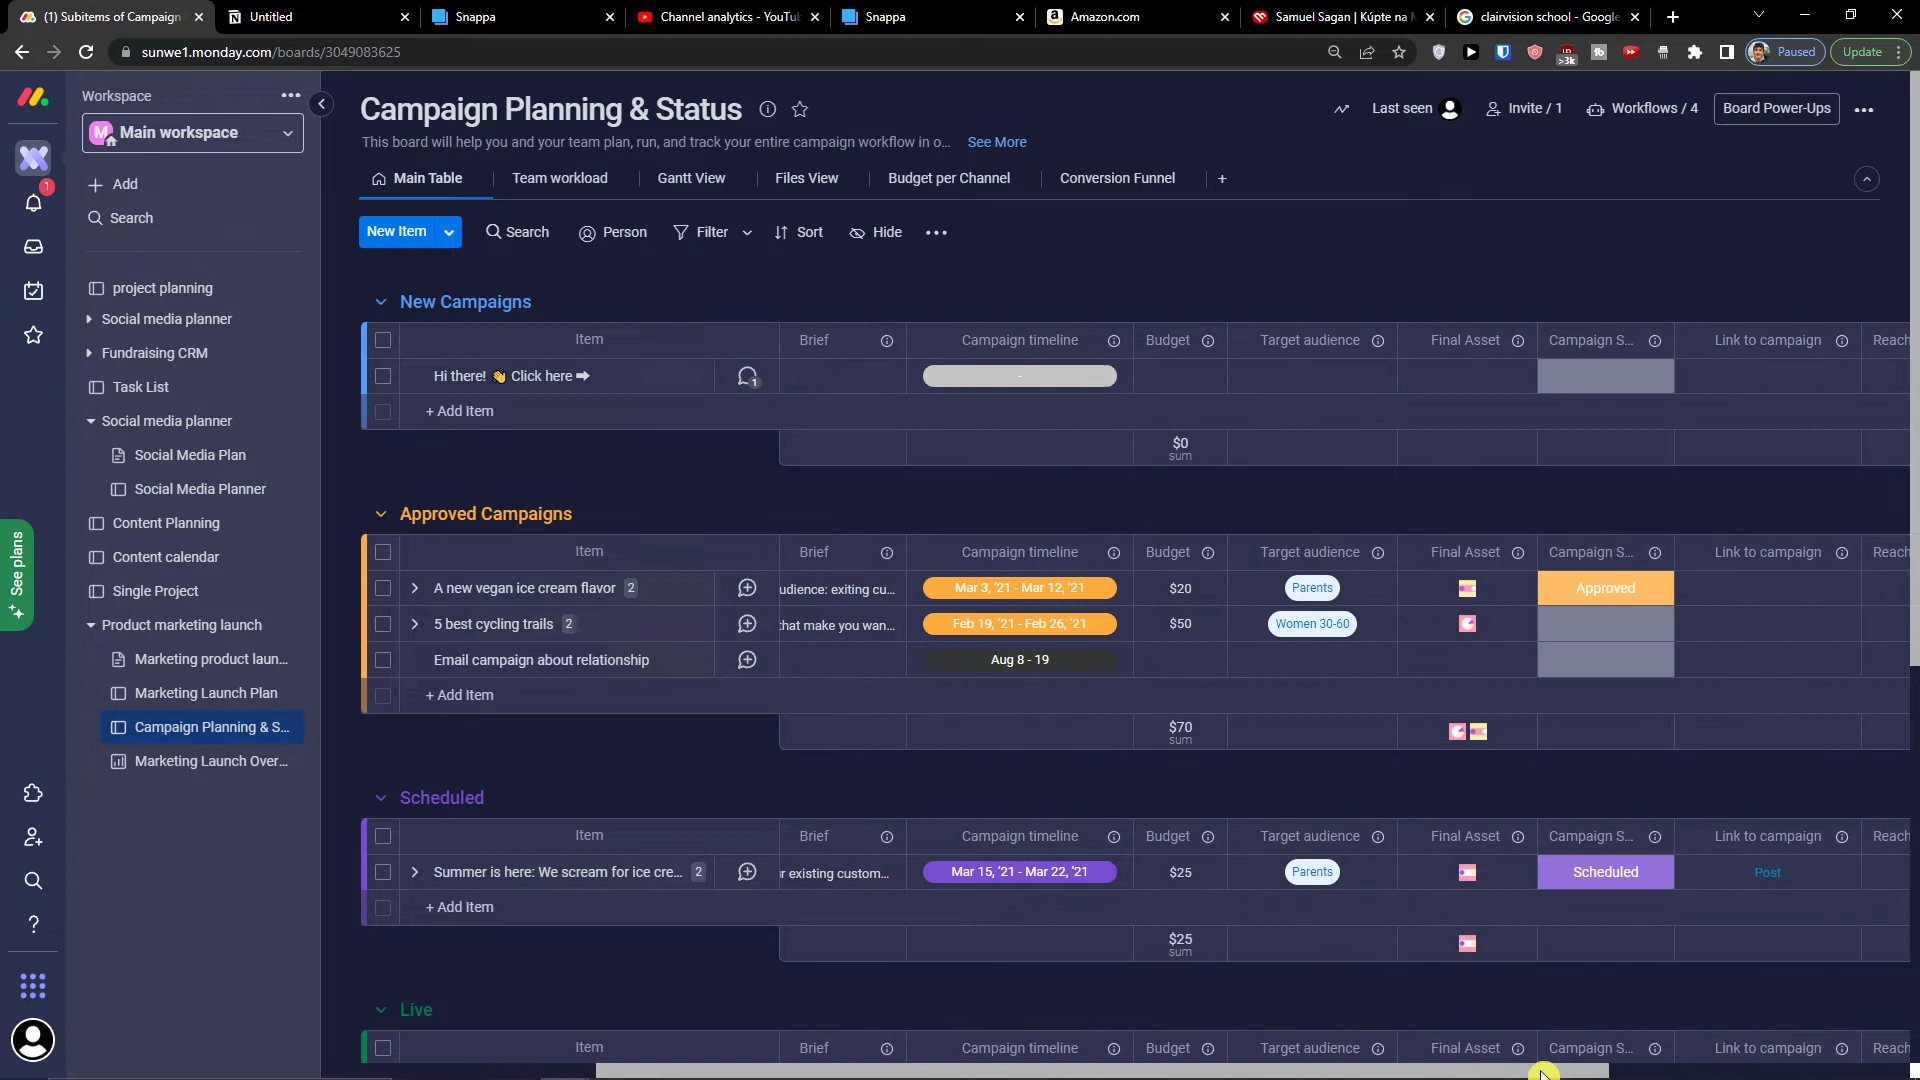 (1) Subitems of Campaign
Untitled
Snappa
Channel analytics - YouTu
Snappa
Amazon.com
Samuel Sagan | Kúpte na
clairvision school - Google
sunwe1.monday.com/boards/3049083625
>3k
Paused
Update
Workspace
M
Main workspace
Add
Search
1
project planning
Social media planner
Fundraising CRM
Task List
Social media planner
Social Media Plan
Social Media Planner
Content Planning
Content calendar
Single Project
Product marketing launch
Marketing product laun...
Marketing Launch Plan
Campaign Planning & S...
Marketing Launch Over...
See plans
Campaign Planning & Status
Last seen
Invite / 1
Workflows / 4
Board Power-Ups
This board will help you and your team plan, run, and track your entire campaign workflow in o...
See More
Main Table
Team workload
Gantt View
Files View
Budget per Channel
Conversion Funnel
+
New Item
Search
Person
Filter
Sort
Hide
New Campaigns
Item Brief Campaign timeline Budget Target audience Final Asset Campaign S... Link to campaign Reach
Hi there! 👋 Click here ➡ 1 -
+ Add Item
$0
sum
Approved Campaigns
Item Brief Campaign timeline Budget Target audience Final Asset Campaign S... Link to campaign Reach
A new vegan ice cream flavor 2 udience: exiting cu... Mar 3, '21 - Mar 12, '21 $20 Parents Approved
5 best cycling trails 2 that make you wan... Feb 19, '21 - Feb 26, '21 $50 Women 30-60
Email campaign about relationship Aug 8 - 19
+ Add Item
$70
sum
Scheduled
Item Brief Campaign timeline Budget Target audience Final Asset Campaign S... Link to campaign Reach
Summer is here: We scream for ice cre... 2 r existing custom... Mar 15, '21 - Mar 22, '21 $25 Parents Scheduled Post
+ Add Item
$25
sum
Live
Item Brief Campaign timeline Budget Target audience Final Asset Campaign S... Link to campaign Reach